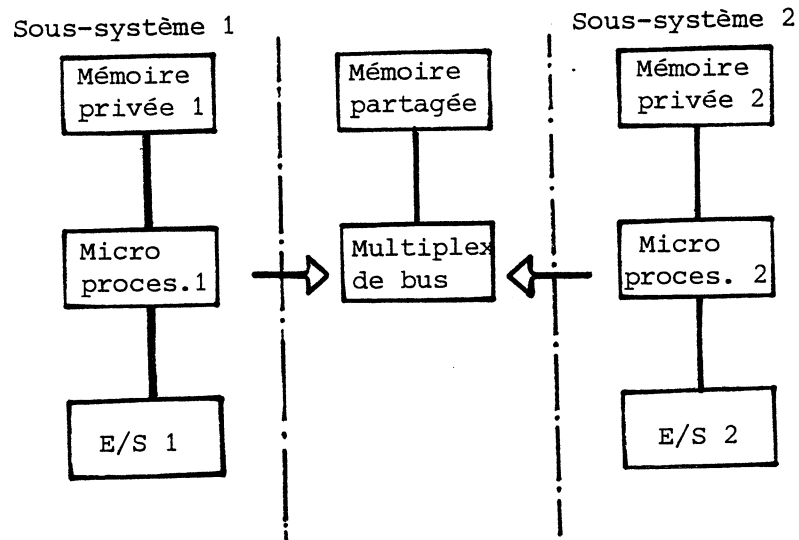 Sous-système 1
Sous-système 2
Mémoire
privée 1
Mémoire
partagée
Mémoire
privée 2
Micro
proces.1
Multiplex
de bus
Micro
proces. 2
E/S 1
E/S 2